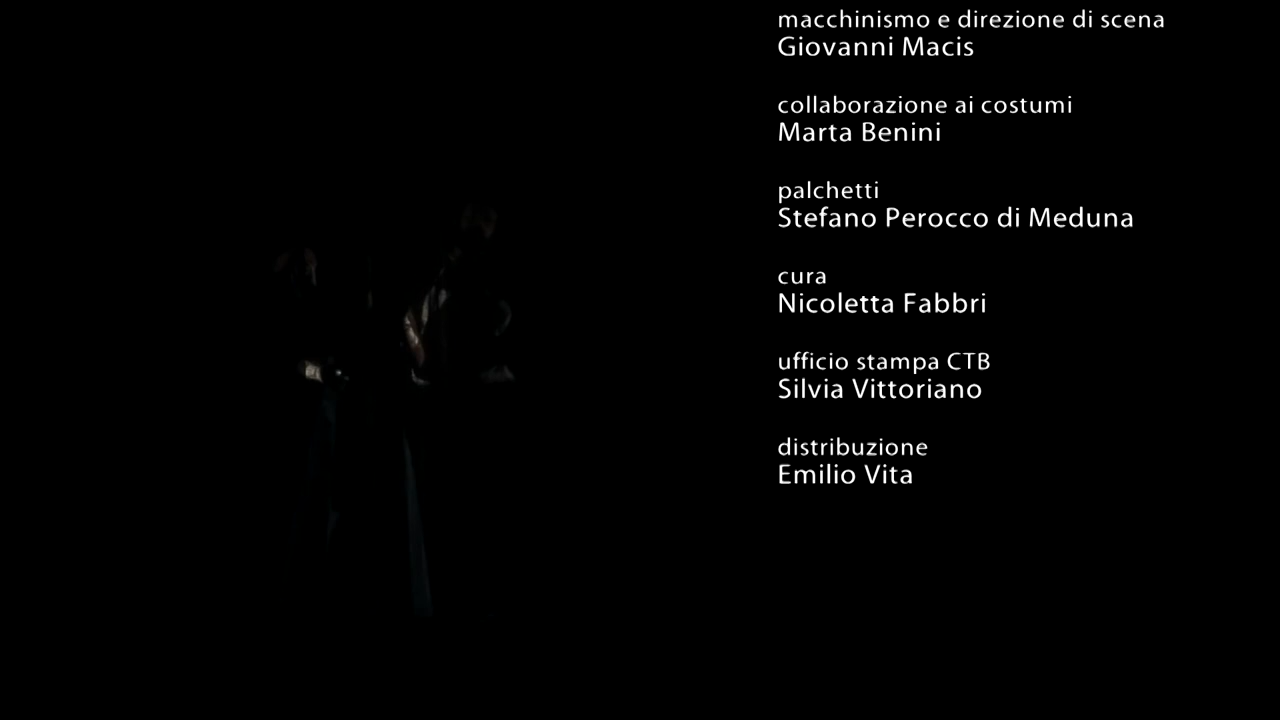 macchinismo e direzione di scena
Giovanni Macis
collaborazione ai costumi
Marta Benini
palchetti
Stefano Perocco di Meduna
cura
Nicoletta Fabbri
ufficio stampa CTB
Silvia Vittoriano
distribuzione
Emilio Vita